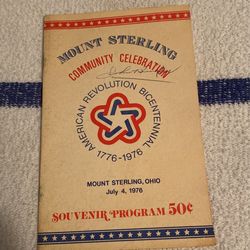 MOUNT STERLING
COMMUNITY CELEBRATION
AMERICAN REVOLUTION BICENTENNIAL
1776-1976
MOUNT STERLING, OHIO
July 4, 1976
SOUVENIR PROGRAM 50¢